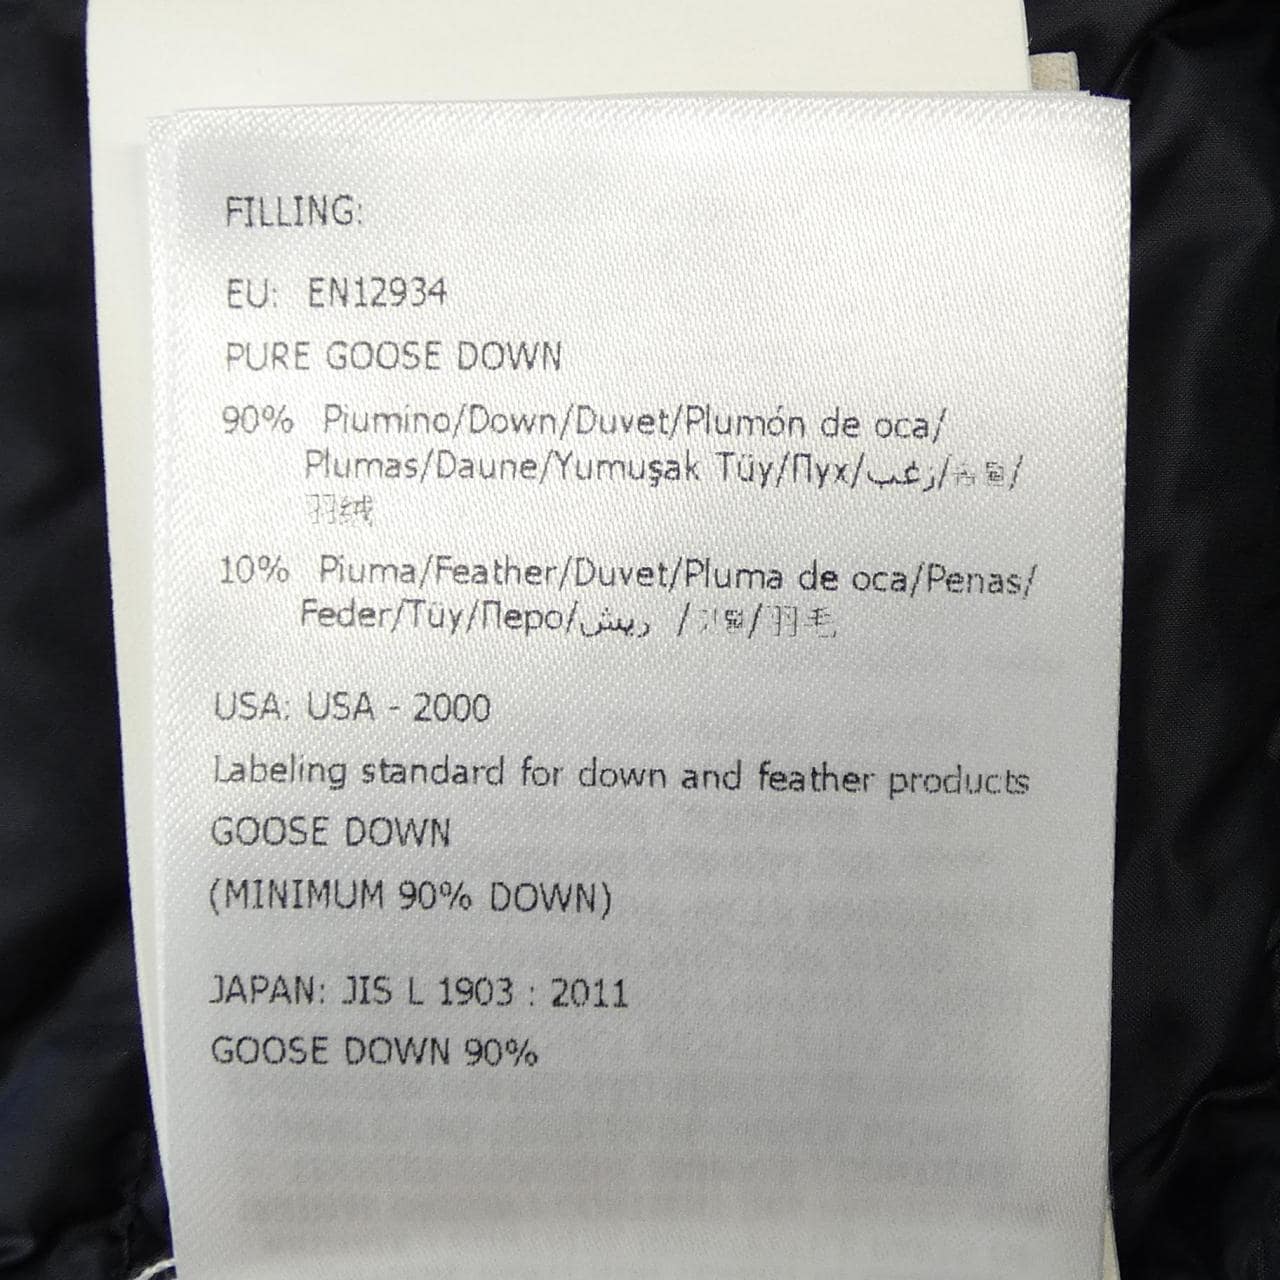 FILLING:
EU: EN12934
PURE GOOSE DOWN
90% Piumino/Down/Duvet/Plumón de oca/
Plumas/Daune/Yumuşak Tüy/Пух/زغب/
羽绒
10% Piuma/Feather/Duvet/Pluma de oca/Penas/
Feder/Tüy/Перо/ريش /깃털/羽毛
USA: USA - 2000
Labeling standard for down and feather products
GOOSE DOWN
(MINIMUM 90% DOWN)
JAPAN: JIS L 1903 : 2011
GOOSE DOWN 90%